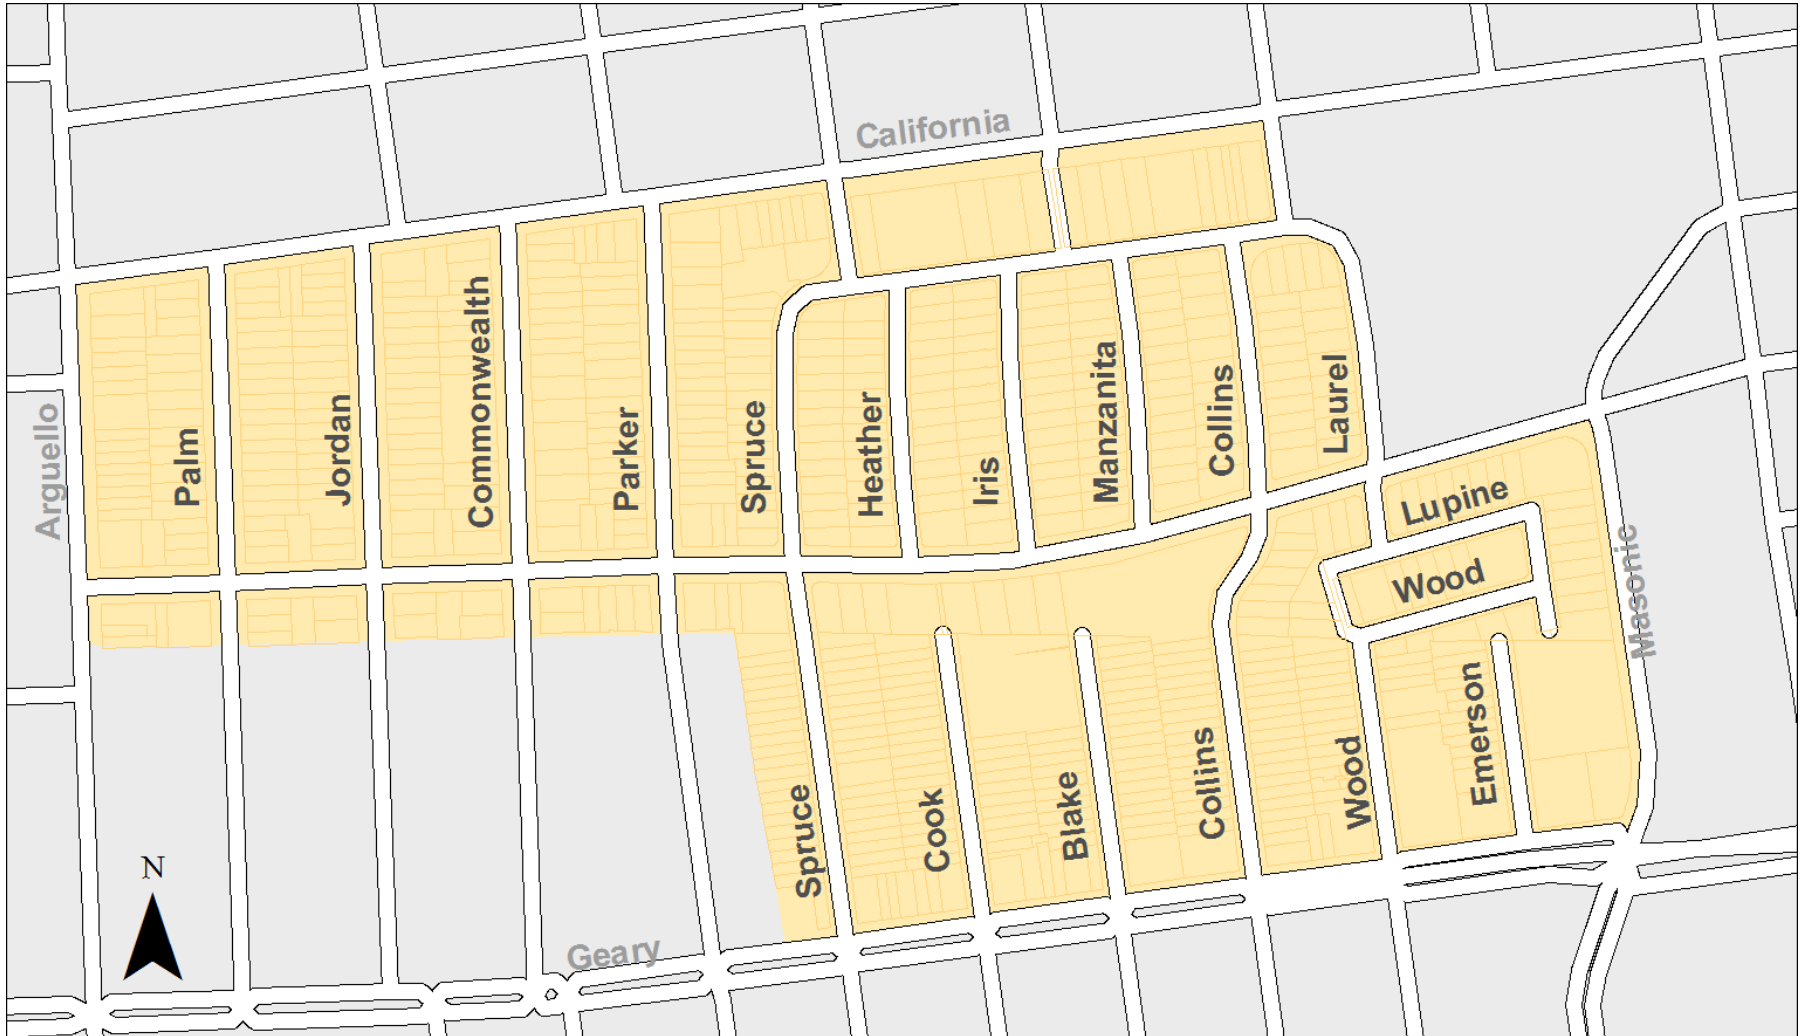 California
Commonwealth
Manzanita
Laurel
Collins
Jordan
Heather
Spruce
Parker
Arguello
Palm
Iris
Lupine
Wood
Masonic
Emerson
Collins
Wood
Blake
Spruce
Cook
N
Geary